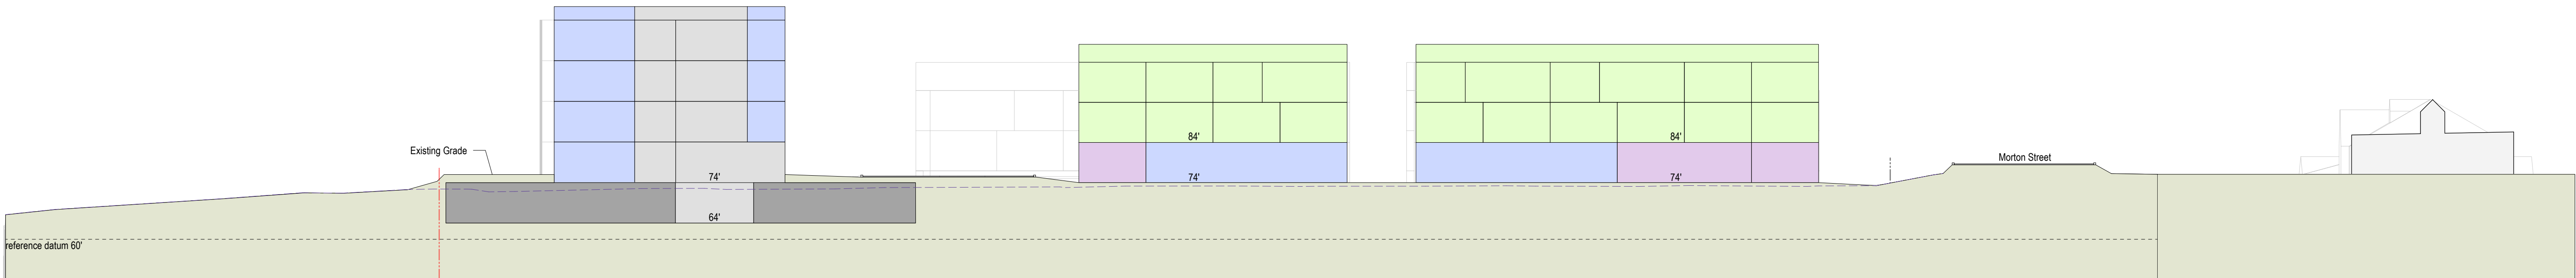 84'
84'
Existing Grade
Morton Street
74'
74'
74'
64'
reference datum 60'